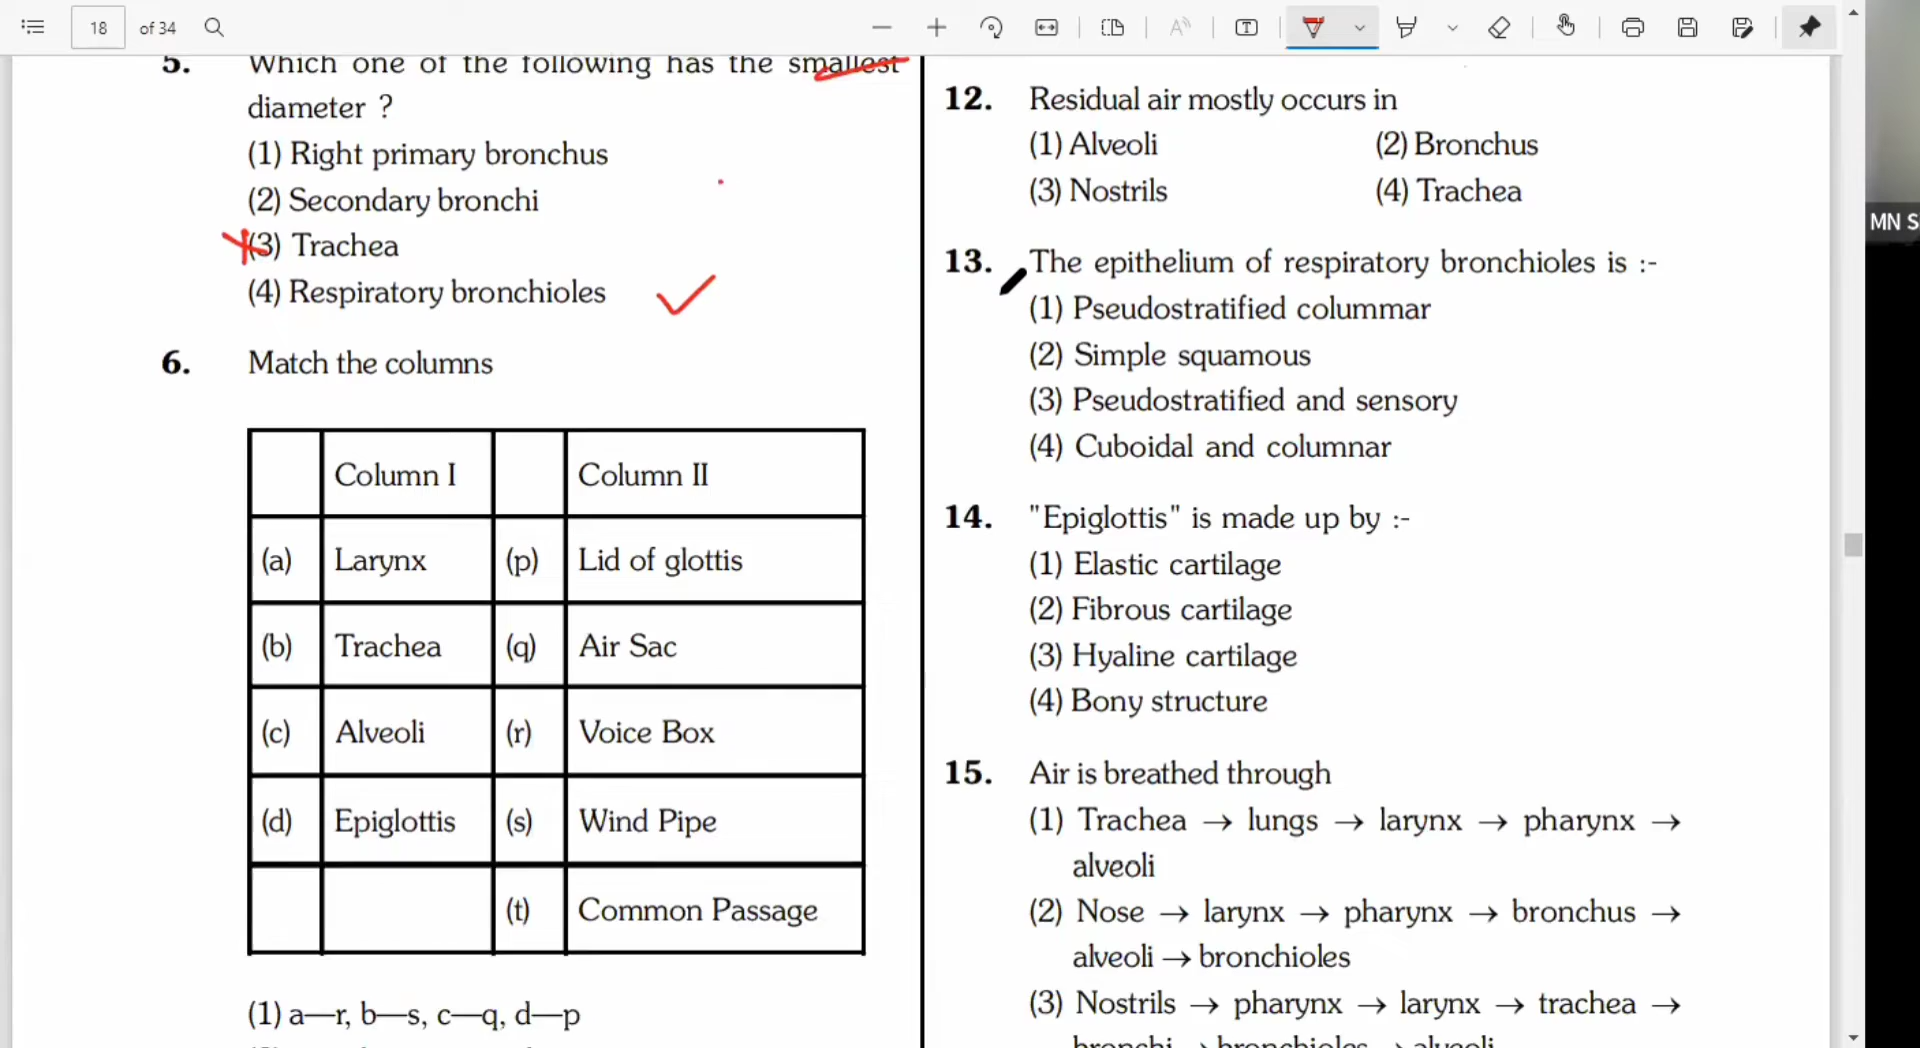 18 of 34
5. Which one of the following has the smallest
diameter ?
(1) Right primary bronchus
(2) Secondary bronchi
(3) Trachea
(4) Respiratory bronchioles
6. Match the columns
Column I Column II
(a) Larynx (p) Lid of glottis
(b) Trachea (q) Air Sac
(c) Alveoli (r) Voice Box
(d) Epiglottis (s) Wind Pipe
(t) Common Passage
(1) a—r, b—s, c—q, d—p
12. Residual air mostly occurs in
(1) Alveoli (2) Bronchus
(3) Nostrils (4) Trachea
13. The epithelium of respiratory bronchioles is :-
(1) Pseudostratified colummar
(2) Simple squamous
(3) Pseudostratified and sensory
(4) Cuboidal and columnar
14. "Epiglottis" is made up by :-
(1) Elastic cartilage
(2) Fibrous cartilage
(3) Hyaline cartilage
(4) Bony structure
15. Air is breathed through
(1) Trachea → lungs → larynx → pharynx →
alveoli
(2) Nose → larynx → pharynx → bronchus →
alveoli → bronchioles
(3) Nostrils → pharynx → larynx → trachea →
bronchi → bronchioles → alveoli
MN S